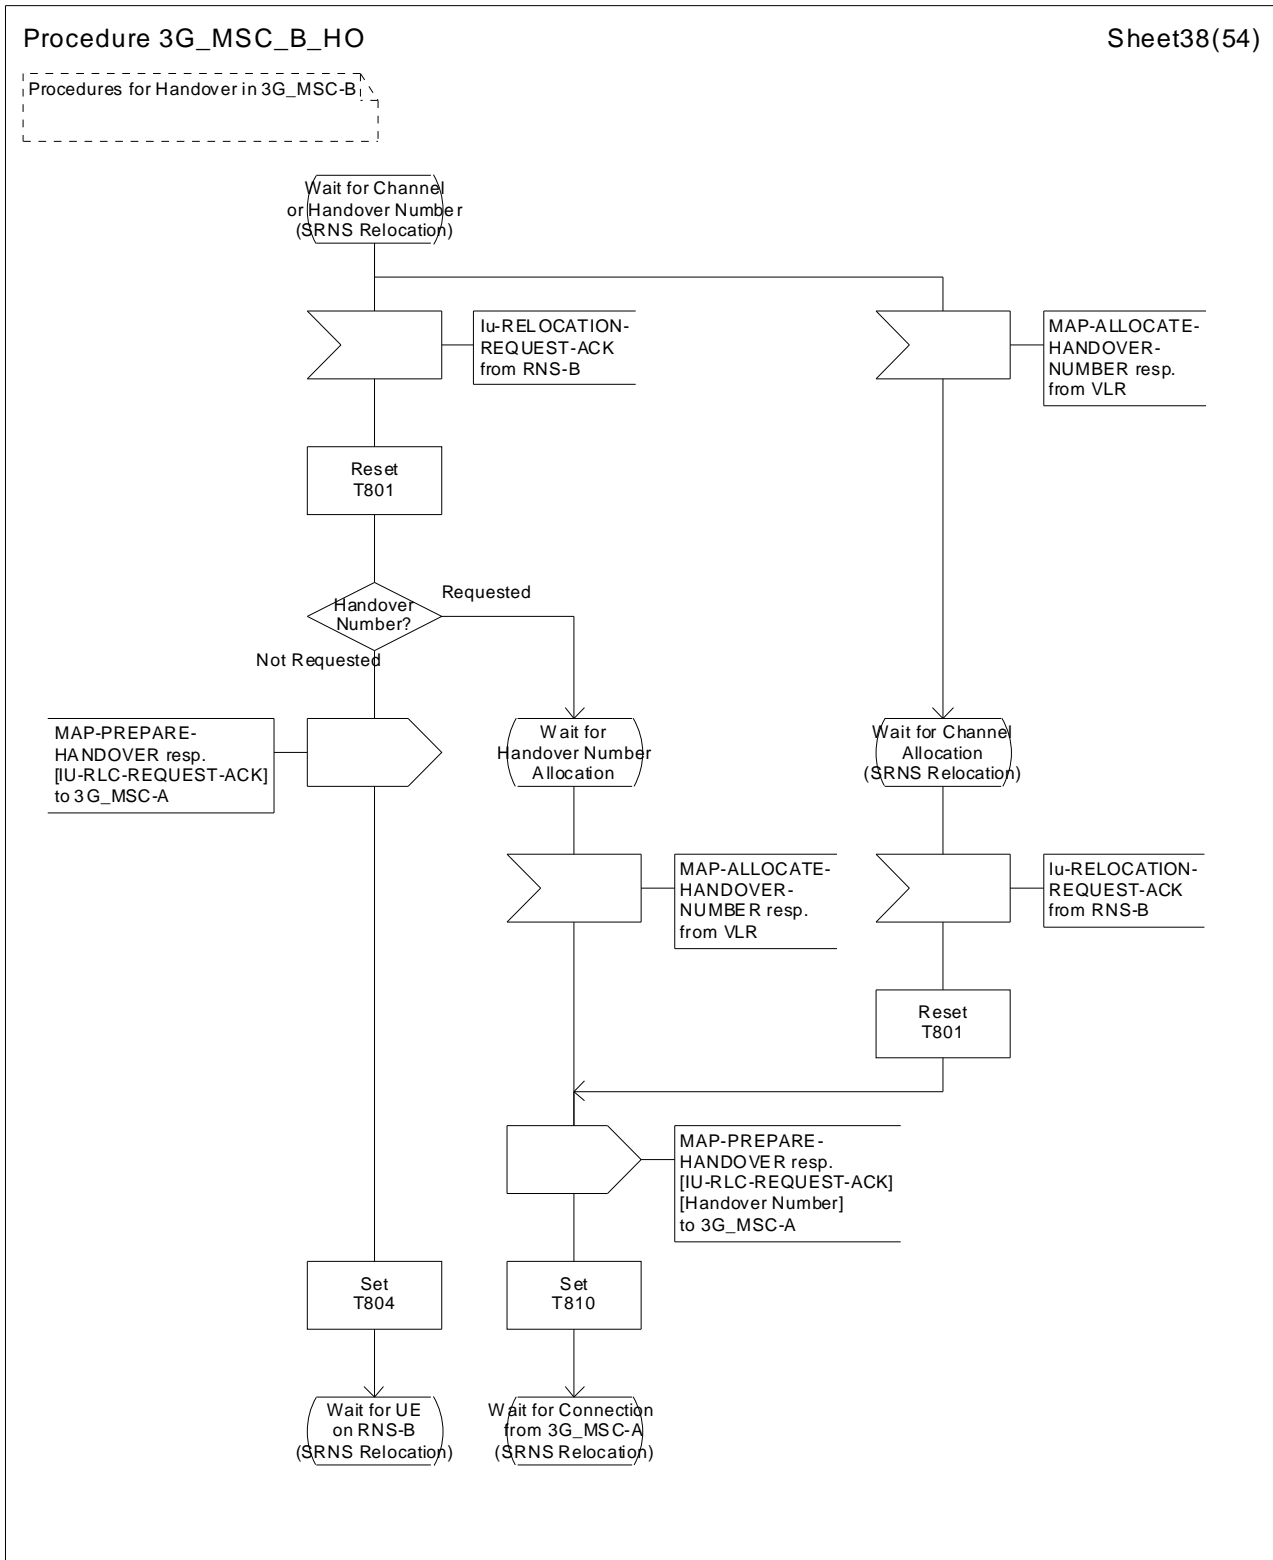 Procedure 3G_MSC_B_HO
Sheet38(54)
Procedures for Handover in 3G_MSC-B
Wait for Channel
or Handover Number
(SRNS Relocation)
Iu-RELOCATION-
REQUEST-ACK
from RNS-B
MAP-ALLOCATE-
HANDOVER-
NUMBER resp.
from VLR
Reset
T801
Handover
Number?
Requested
Not Requested
MAP-PREPARE-
HANDOVER resp.
[IU-RLC-REQUEST-ACK]
to 3G_MSC-A
Wait for
Handover Number
Allocation
Wait for Channel
Allocation
(SRNS Relocation)
MAP-ALLOCATE-
HANDOVER-
NUMBER resp.
from VLR
Iu-RELOCATION-
REQUEST-ACK
from RNS-B
Reset
T801
MAP-PREPARE-
HANDOVER resp.
[IU-RLC-REQUEST-ACK]
[Handover Number]
to 3G_MSC-A
Set
T804
Set
T810
Wait for UE
on RNS-B
(SRNS Relocation)
Wait for Connection
from 3G_MSC-A
(SRNS Relocation)